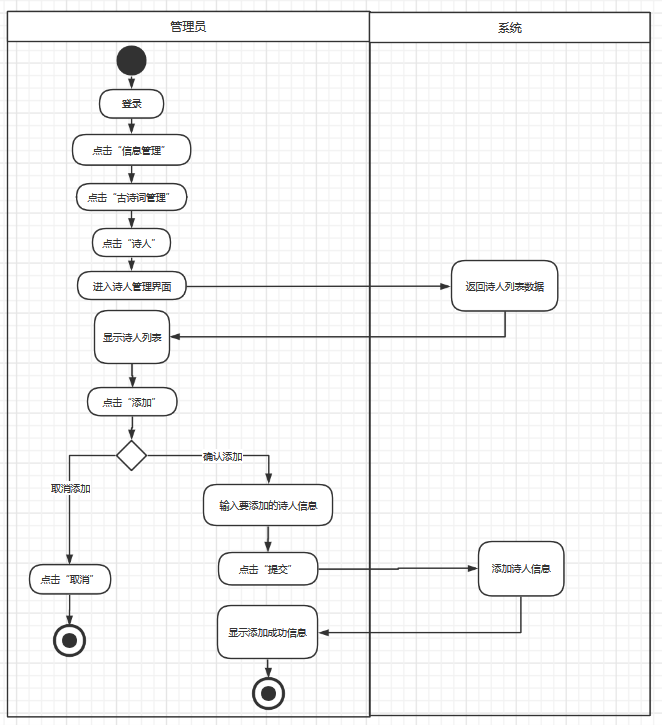 管理员
系统
登录
点击“信息管理”
点击“古诗词管理”
点击“诗人”
进入诗人管理界面
返回诗人列表数据
显示诗人列表
点击“添加”
确认添加
取消添加
输入要添加的诗人信息
点击“提交”
添加诗人信息
点击“取消”
显示添加成功信息